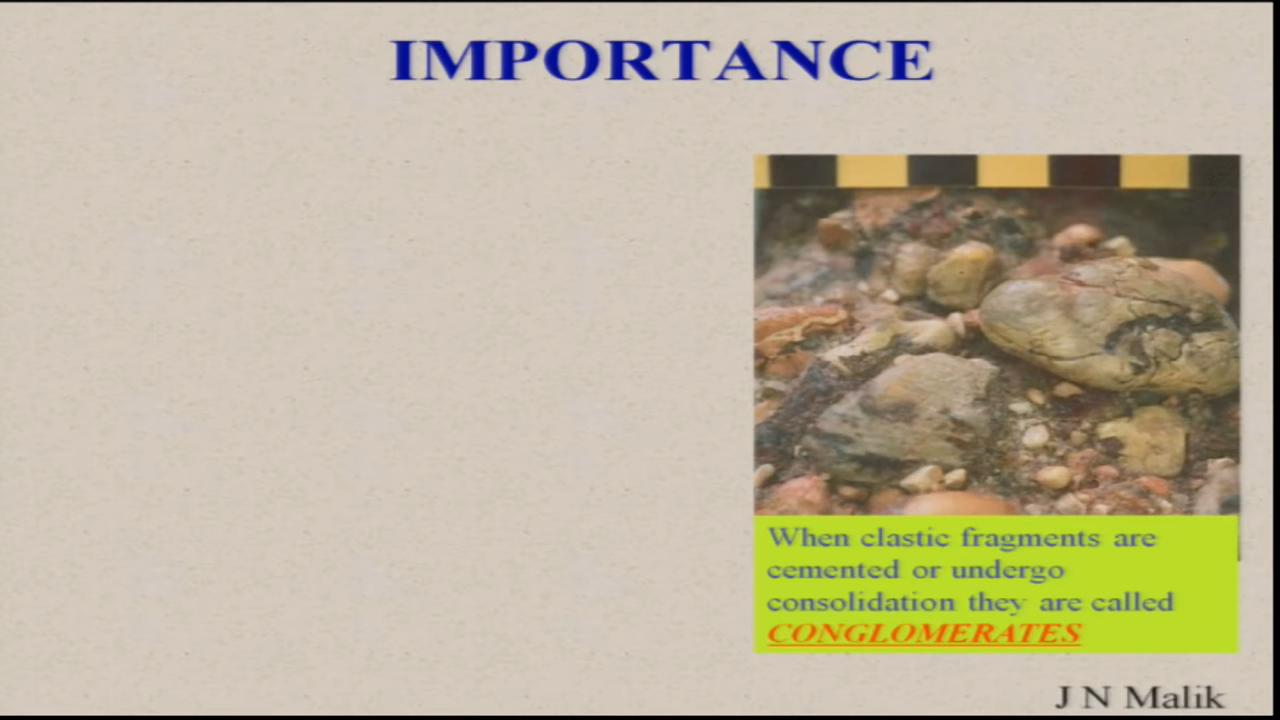 IMPORTANCE
When clastic fragments are
cemented or undergo
consolidation they are called
CONGLOMERATES
J N Malik